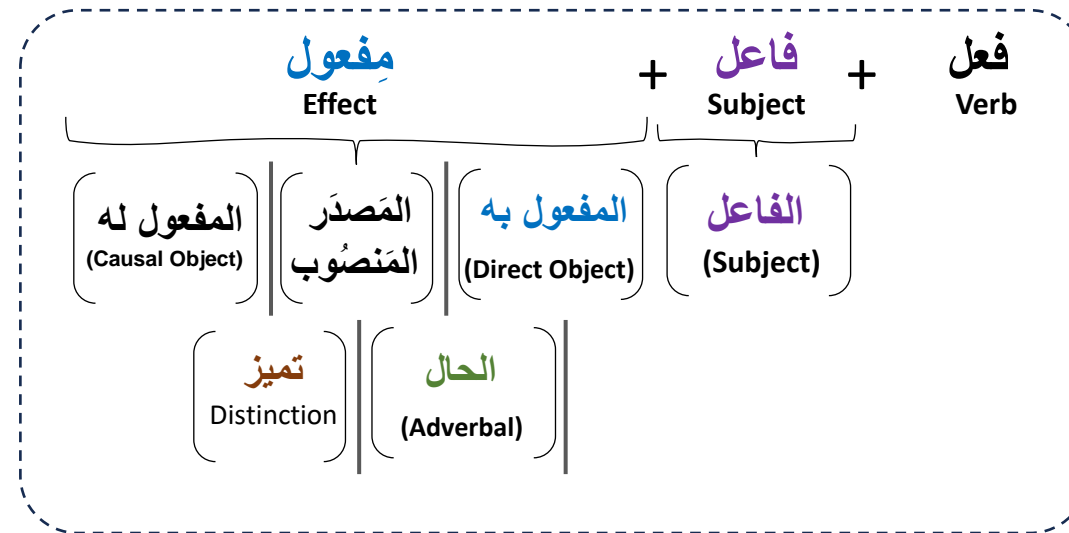 فعل + فاعل + مِفعول
Verb Subject Effect
الفاعل
(Subject)
المفعول به
(Direct Object)
المَصدَر
المَنصُوب
المفعول له
(Causal Object)
الحال
(Adverbal)
تميز
Distinction